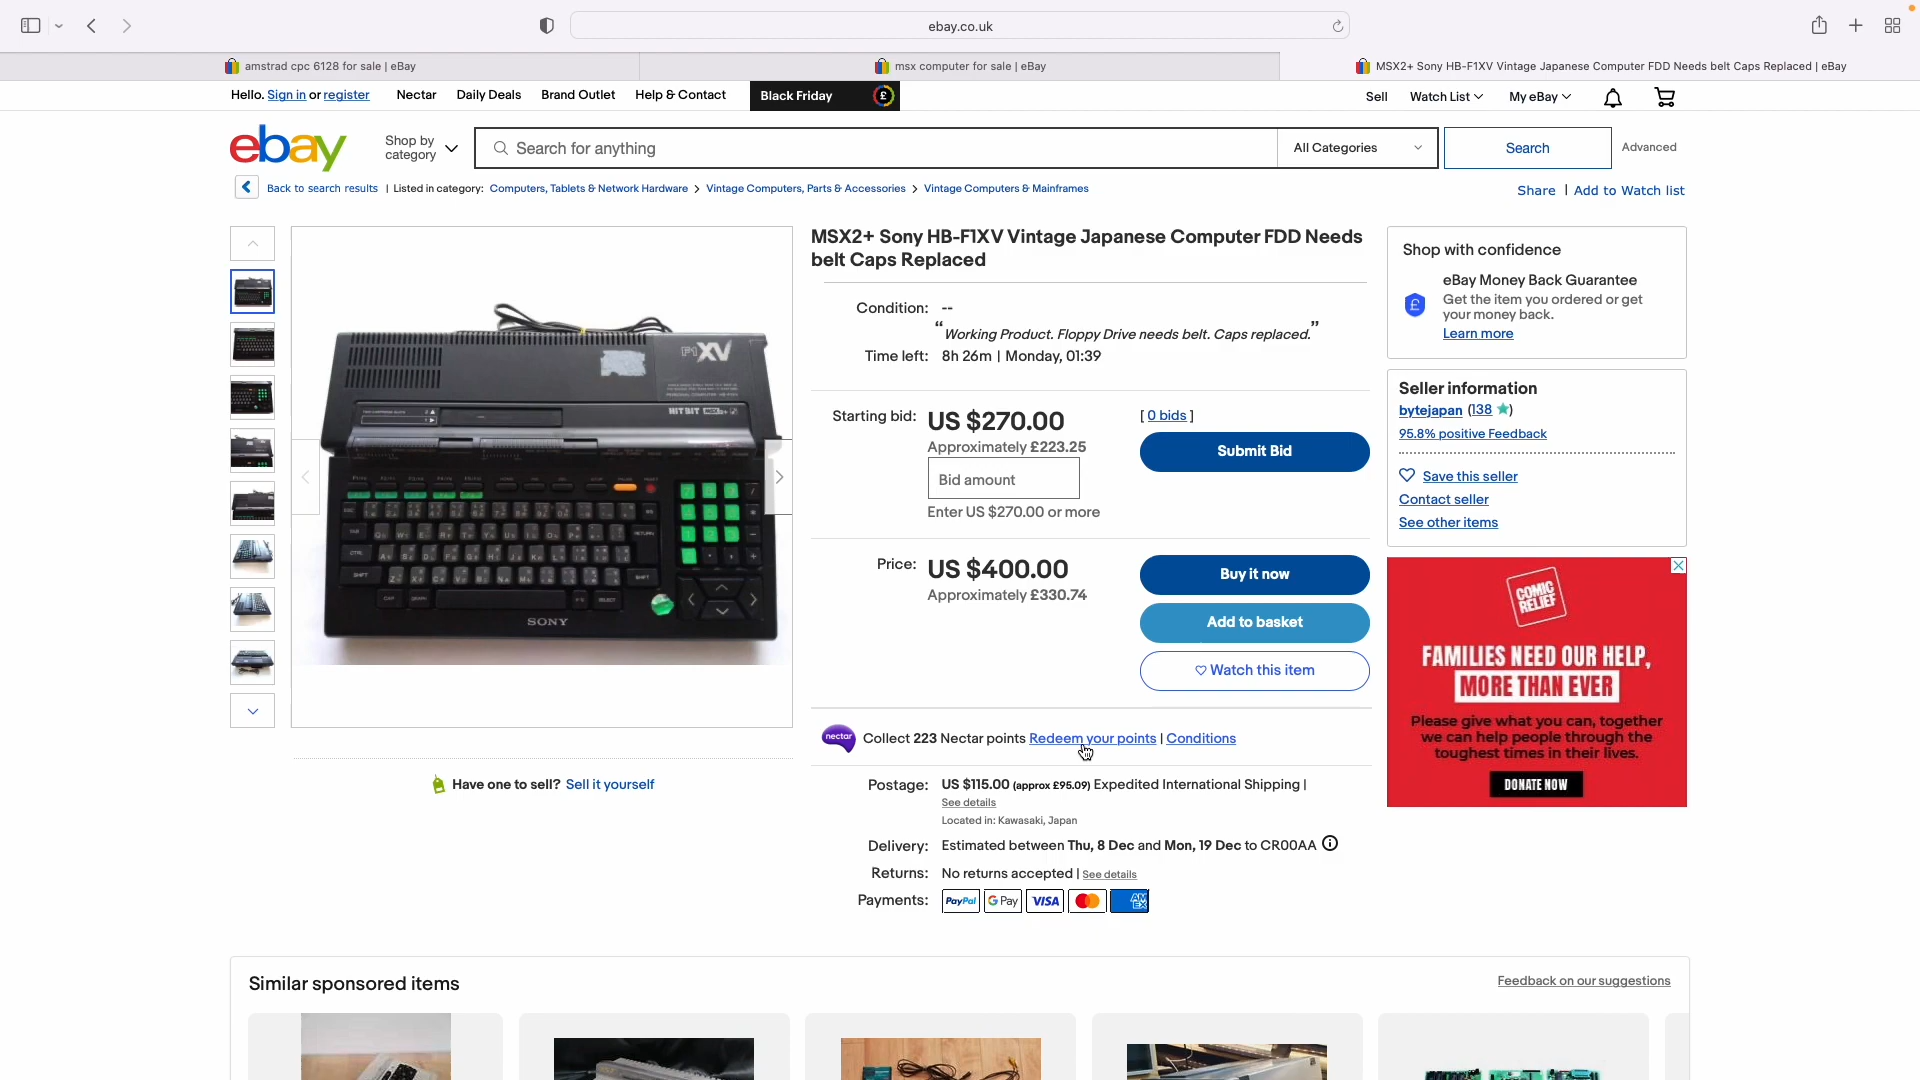 ebay.co.uk
amstrad cpc 6128 for sale | eBay
msx computer for sale | eBay
MSX2+ Sony HB-F1XV Vintage Japanese Computer FDD Needs belt Caps Replaced | eBay
Hello. Sign in or register Nectar Daily Deals Brand Outlet Help & Contact Black Friday £ Sell Watch List My eBay
ebay
Shop by
category
Search for anything
All Categories
Search
Advanced
Back to search results | Listed in category: Computers, Tablets & Network Hardware > Vintage Computers, Parts & Accessories > Vintage Computers & Mainframes
Share | Add to Watch list
F1XV
HITBIT MSX2+
SONY
Have one to sell? Sell it yourself
MSX2+ Sony HB-F1XV Vintage Japanese Computer FDD Needs
belt Caps Replaced
Condition: --
“Working Product. Floppy Drive needs belt. Caps replaced.”
Time left: 8h 26m | Monday, 01:39
Starting bid: US $270.00 [ 0 bids ]
Approximately £223.25
Submit Bid
Bid amount
Enter US $270.00 or more
Price: US $400.00
Buy it now
Approximately £330.74
Add to basket
Watch this item
nectar Collect 223 Nectar points Redeem your points | Conditions
Postage: US $115.00 (approx £95.09) Expedited International Shipping |
See details
Located in: Kawasaki, Japan
Delivery: Estimated between Thu, 8 Dec and Mon, 19 Dec to CR00AA
Returns: No returns accepted | See details
Payments: PayPal G Pay VISA AM EX
Shop with confidence
eBay Money Back Guarantee
£
Get the item you ordered or get
your money back.
Learn more
Seller information
bytejapan (138)
95.8% positive Feedback
Save this seller
Contact seller
See other items
COMIC
RELIEF
FAMILIES NEED OUR HELP,
MORE THAN EVER
Please give what you can, together
we can help people through the
toughest times in their lives.
DONATE NOW
Similar sponsored items
Feedback on our suggestions